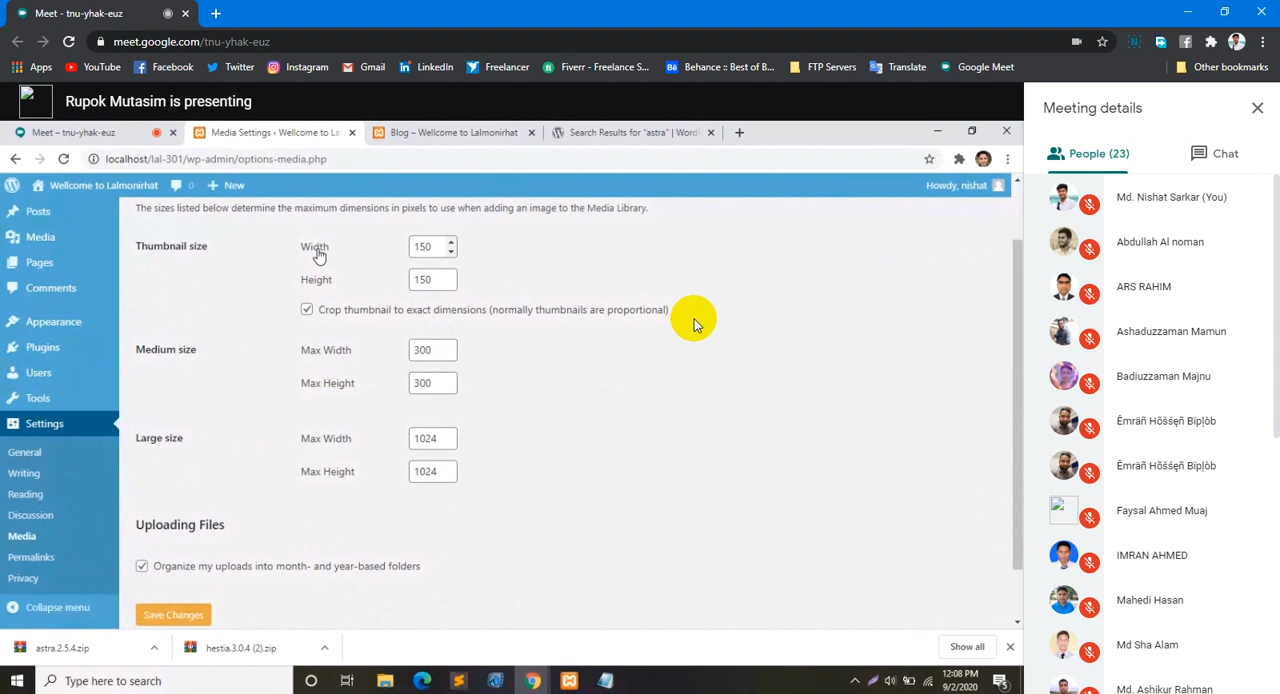 Meet - tnu-yhak-euz
meet.google.com/tnu-yhak-euz
Apps YouTube Facebook Twitter Instagram Gmail LinkedIn Freelancer Fiverr - Freelance S... Behance :: Best of B... FTP Servers Translate Google Meet Other bookmarks
Rupok Mutasim is presenting
Meet – tnu-yhak-euz
Media Settings ‹ Wellcome to Lal
Blog – Wellcome to Lalmonirhat
Search Results for "astra" | Word
localhost/lal-301/wp-admin/options-media.php
Wellcome to Lalmonirhat 0 New Howdy, nishat
Posts
Media
Pages
Comments
Appearance
Plugins
Users
Tools
Settings
General
Writing
Reading
Discussion
Media
Permalinks
Privacy
Collapse menu
The sizes listed below determine the maximum dimensions in pixels to use when adding an image to the Media Library.
Thumbnail size Width 150
Height 150
Crop thumbnail to exact dimensions (normally thumbnails are proportional)
Medium size Max Width 300
Max Height 300
Large size Max Width 1024
Max Height 1024
Uploading Files
Organize my uploads into month- and year-based folders
Save Changes
astra.2.5.4.zip
hestia.3.0.4 (2).zip
Show all
Meeting details
People (23)
Chat
Md. Nishat Sarkar (You)
Abdullah Al noman
ARS RAHIM
Ashaduzzaman Mamun
Badiuzzaman Majnu
Êmräñ Hõšśęñ Bïpļòb
Êmräñ Hõšśęñ Bïpļòb
Faysal Ahmed Muaj
IMRAN AHMED
Mahedi Hasan
Md Sha Alam
Md. Ashikur Rahman
Type here to search
12:08 PM
9/2/2020
5